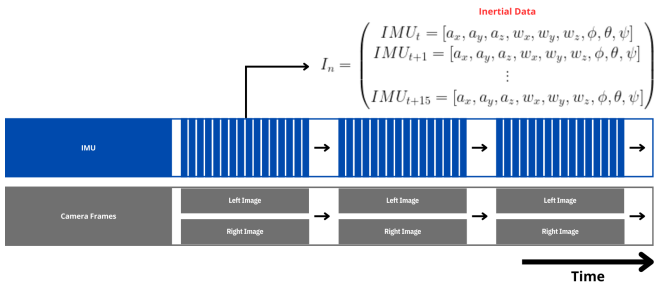 Inertial Data
IMU_t = [a_x, a_y, a_z, w_x, w_y, w_z, ϕ, θ, ψ]
IMU_{t+1} = [a_x, a_y, a_z, w_x, w_y, w_z, ϕ, θ, ψ]
I_n =
⋮
IMU_{t+15} = [a_x, a_y, a_z, w_x, w_y, w_z, ϕ, θ, ψ]
IMU
Camera Frames
Left Image
Left Image
Left Image
Right Image
Right Image
Right Image
Time